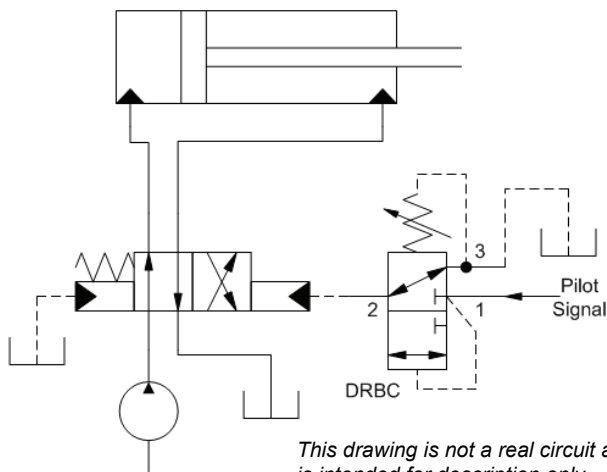 3
2
1
Pilot
Signal
DRBC
This drawing is not a real circuit a
is intended for description only